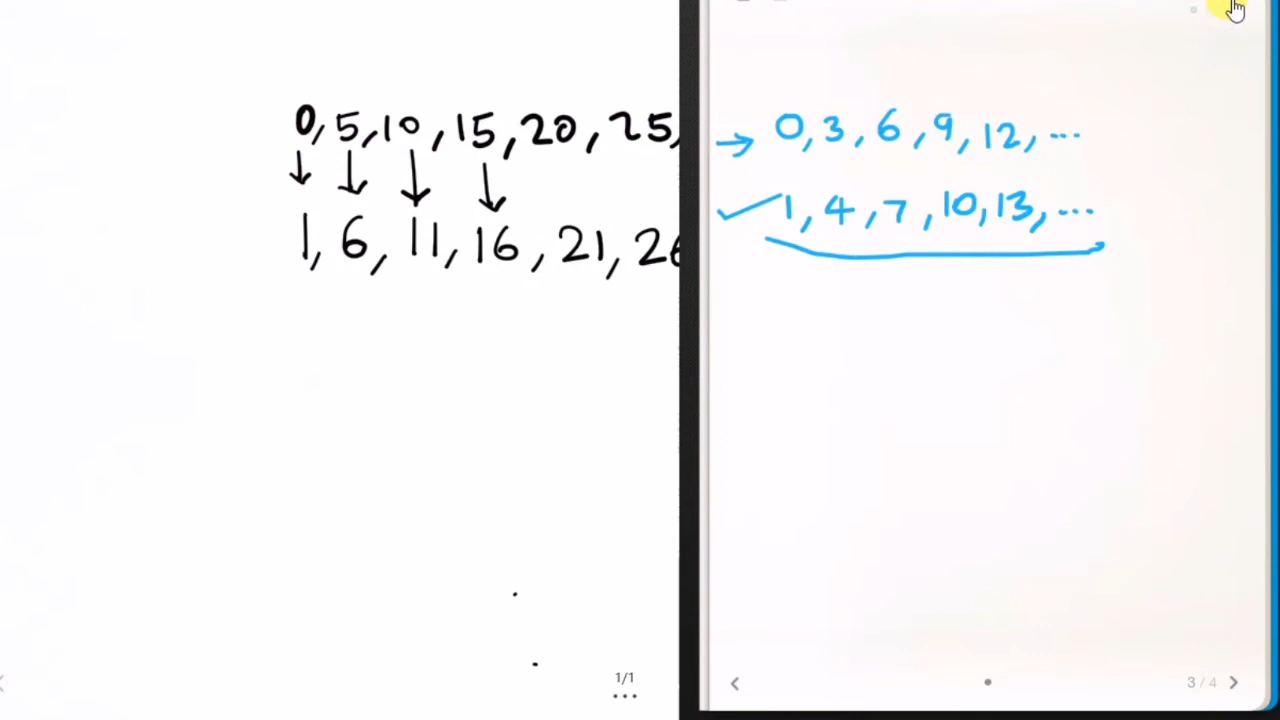 0, 5, 10, 15, 20, 25,
1, 6, 11, 16, 21, 26
1/1
0, 3, 6, 9, 12, ...
1, 4, 7, 10, 13, ...
3 / 4